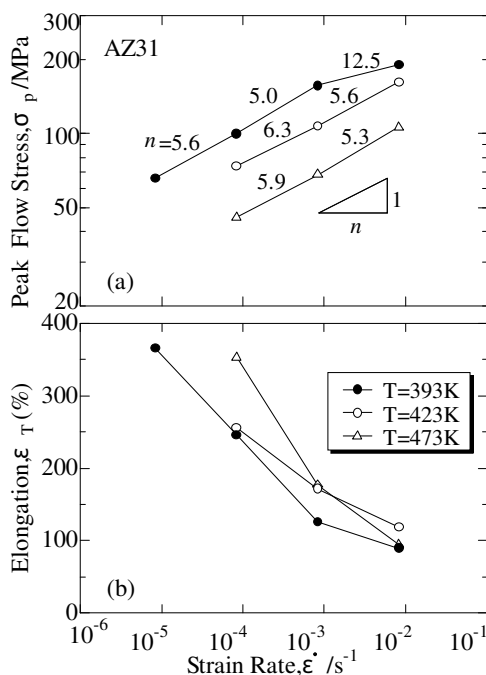 300
AZ31
12.5
5.0
5.6
n=5.6
6.3
5.3
100
5.9
50
1
n
(a)
20
Peak Flow Stress,σp/MPa
400
T=393K
T=423K
T=473K
300
200
100
(b)
0
Elongation,εT(%)
10-6 10-5 10-4 10-3 10-2 10-1
Strain Rate,ε̇/s-1